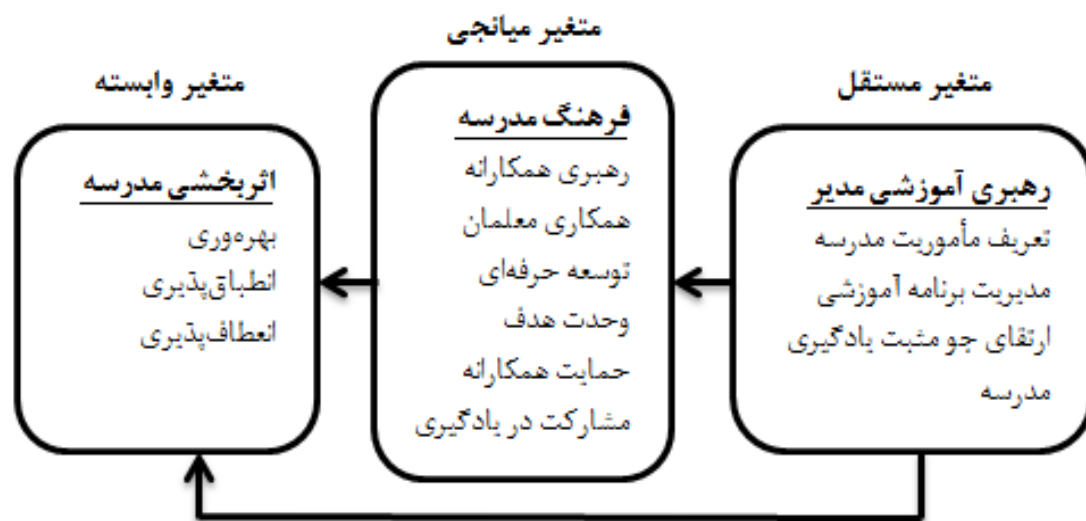 متغیر مستقل
رهبری آموزشی مدیر
تعریف مأموریت مدرسه
مدیریت برنامه آموزشی
ارتقای جو مثبت یادگیری
مدرسه
متغیر میانجی
فرهنگ مدرسه
رهبری همکارانه
همکاری معلمان
توسعه حرفه‌ای
وحدت هدف
حمایت همکارانه
مشارکت در یادگیری
متغیر وابسته
اثربخشی مدرسه
بهره‌وری
انطباق‌پذیری
انعطاف‌پذیری